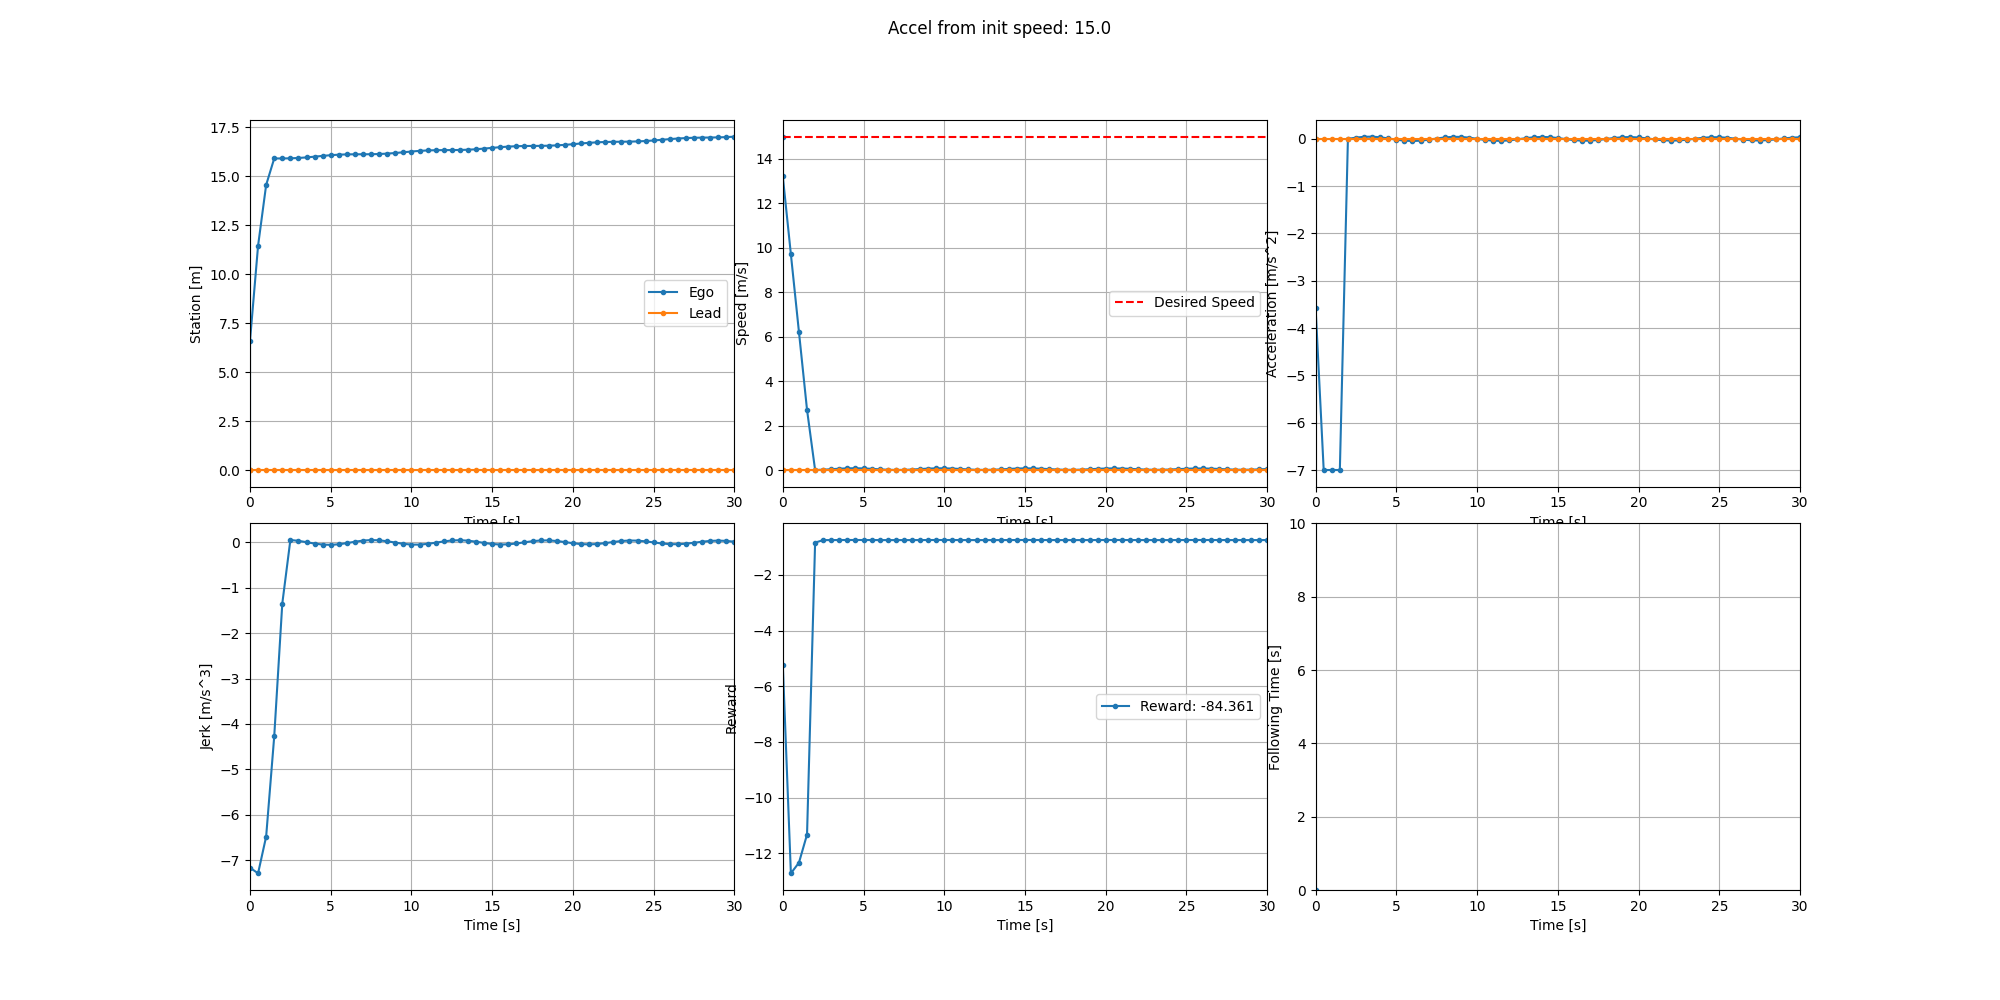 Accel from init speed: 15.0
17.5
15.0
12.5
10.0
7.5
5.0
2.5
0.0
Station [m]
Ego
Lead
0 5 10 15 20 25 30
Time [s]
14
12
10
8
6
4
2
0
Speed [m/s]
Desired Speed
0 5 10 15 20 25 30
Time [s]
0
−1
−2
−3
−4
−5
−6
−7
Acceleration [m/s^2]
0 5 10 15 20 25 30
Time [s]
0
−1
−2
−3
−4
−5
−6
−7
Jerk [m/s^3]
0 5 10 15 20 25 30
Time [s]
−2
−4
−6
−8
−10
−12
Reward
Reward: -84.361
0 5 10 15 20 25 30
Time [s]
10
8
6
4
2
0
Following Time [s]
0 5 10 15 20 25 30
Time [s]